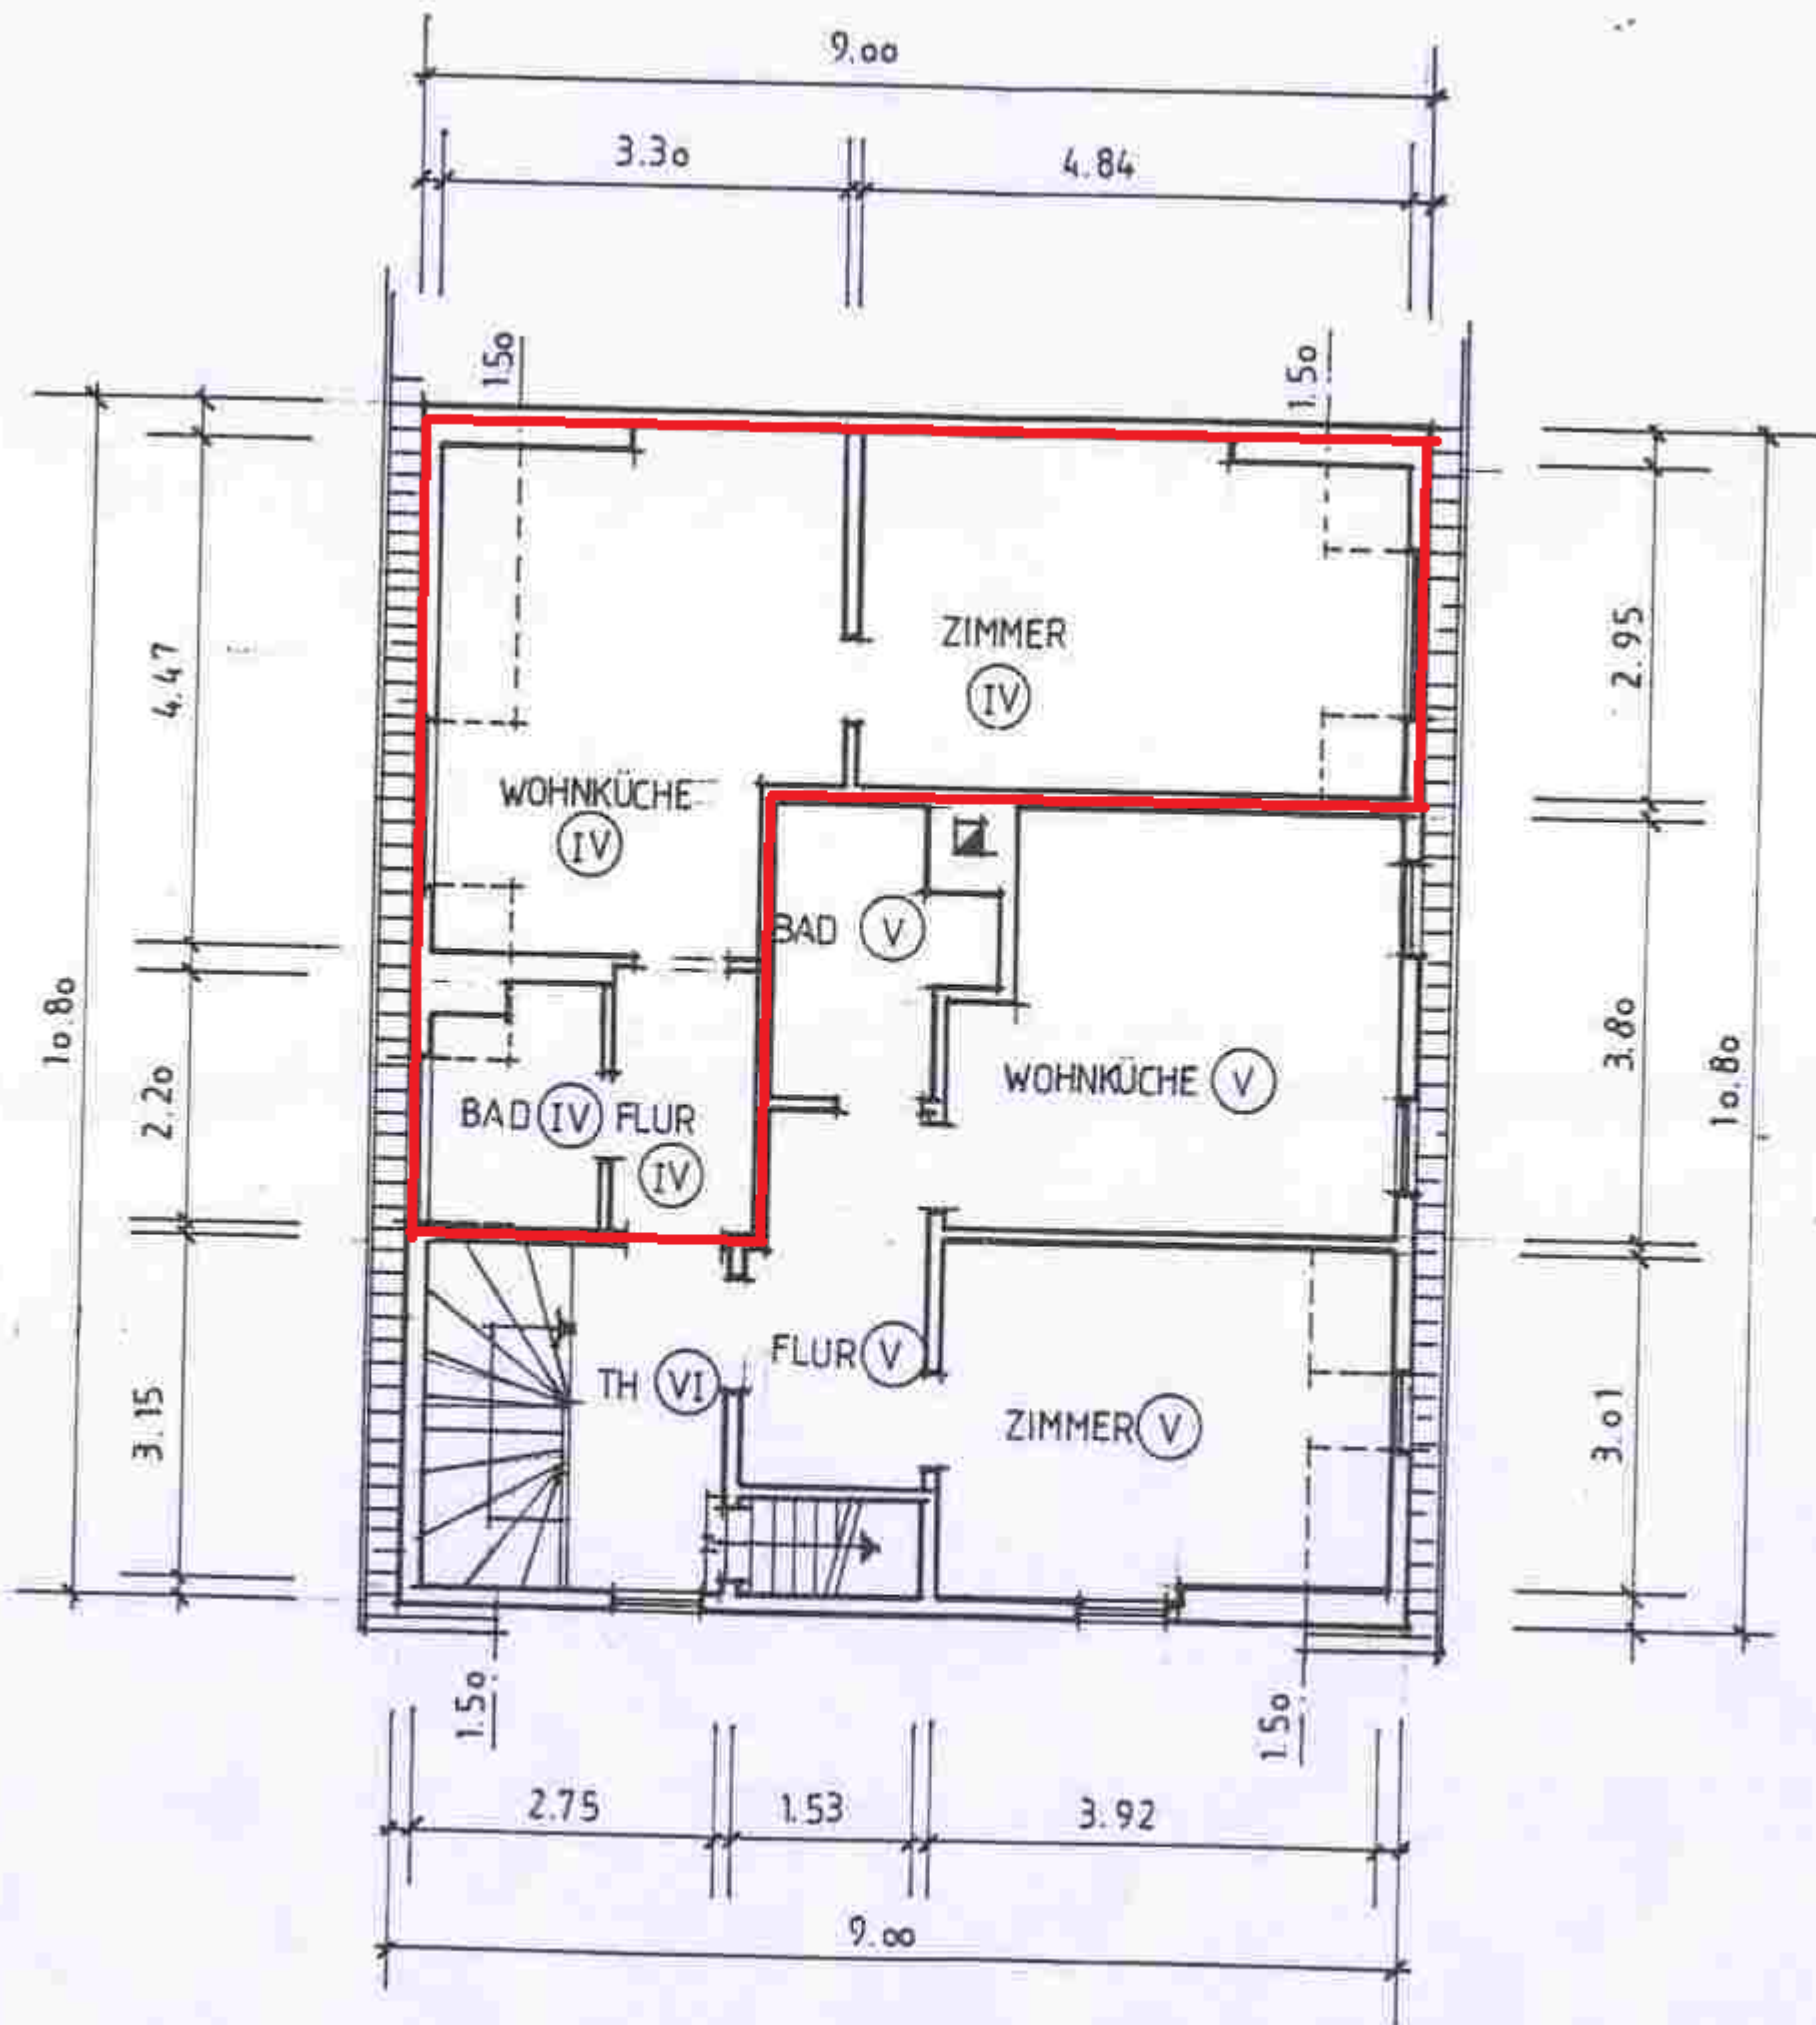 9.00
3.30
4.84
1.50
1.50
ZIMMER
IV
4.47
2.95
WOHNKÜCHE
IV
BAD V
10.80
3.80
10.80
2.20
WOHNKÜCHE V
BAD IV FLUR
IV
FLUR V
TH VI
ZIMMER V
3.15
3.01
1.50
1.50
2.75
1.53
3.92
9.00